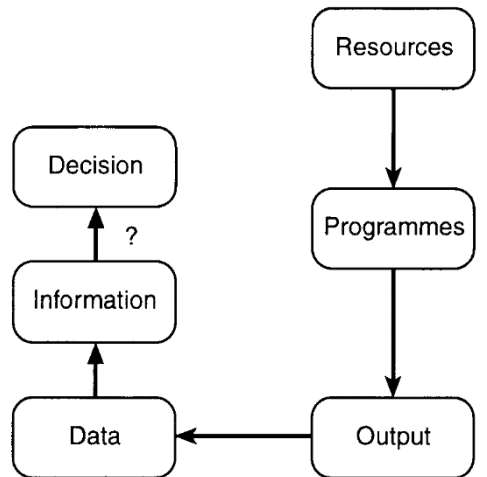 Resources
Decision
Programmes
?
Information
Data
Output